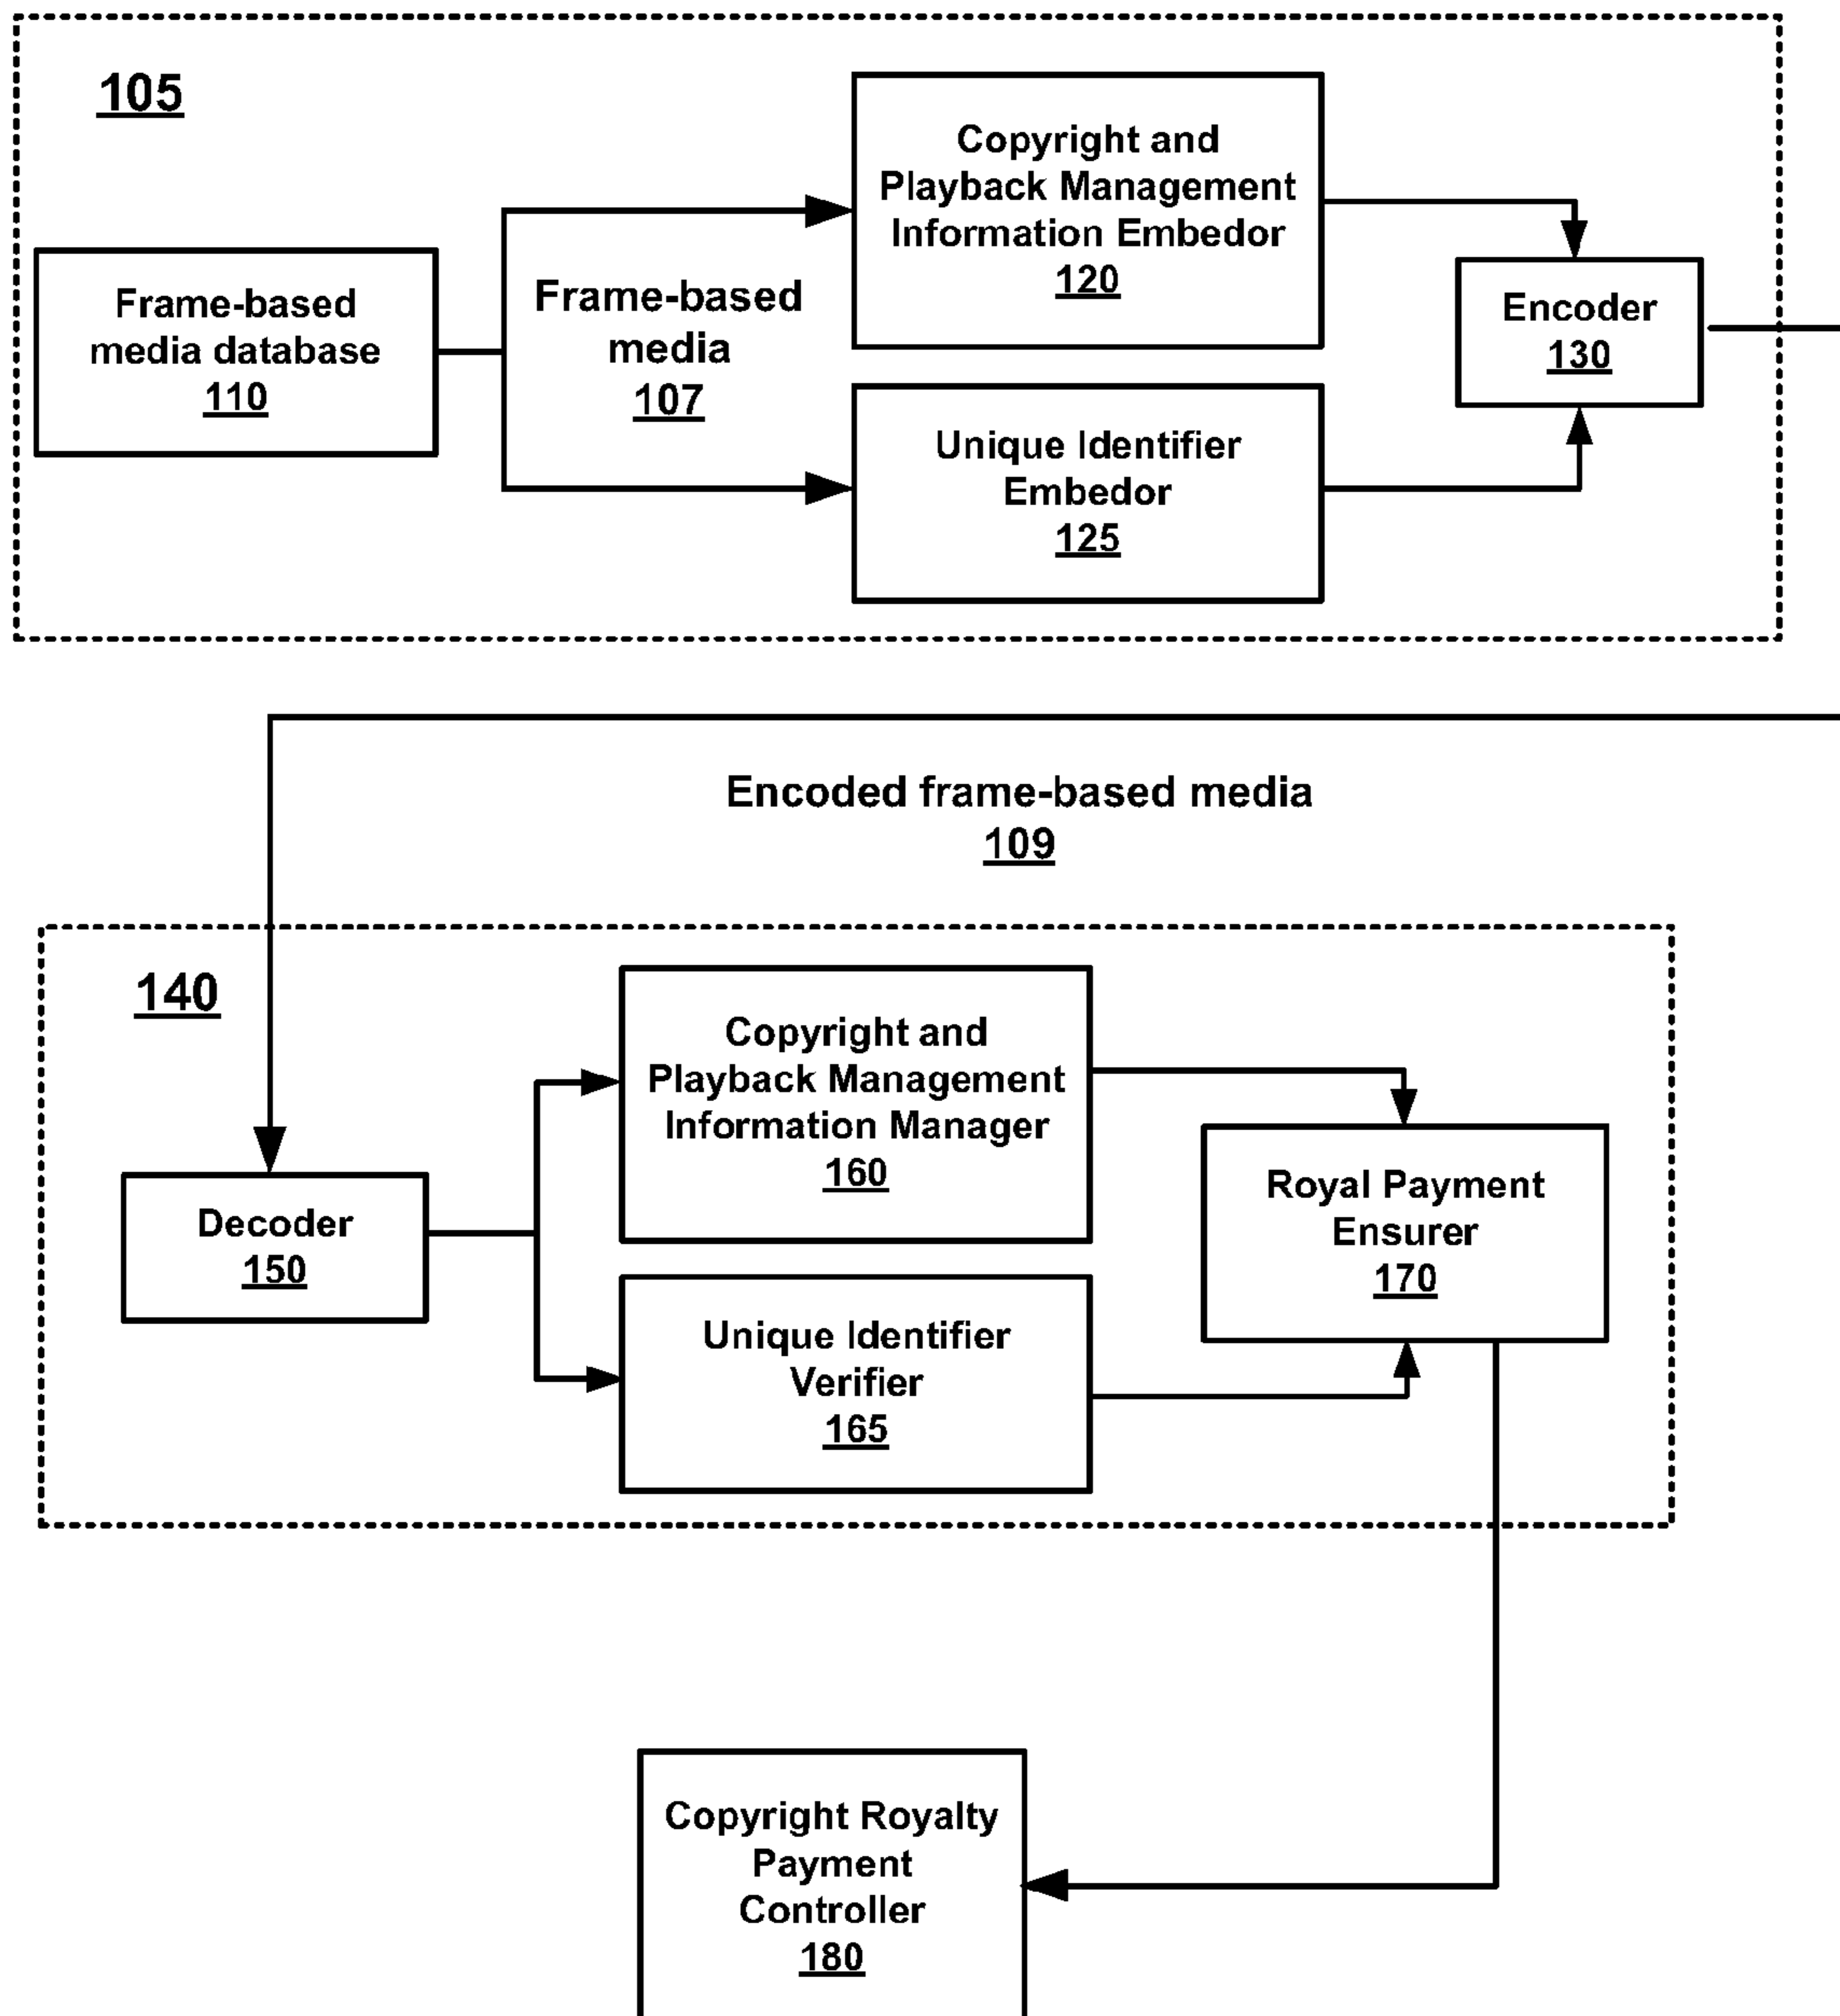 105
Copyright and
Playback Management
Information Embedor
120
Frame-based
media database
110
Frame-based
media
107
Encoder
130
Unique Identifier
Embedor
125
Encoded frame-based media
109
140
Copyright and
Playback Management
Information Manager
160
Decoder
150
Royal Payment
Ensurer
170
Unique Identifier
Verifier
165
Copyright Royalty
Payment
Controller
180